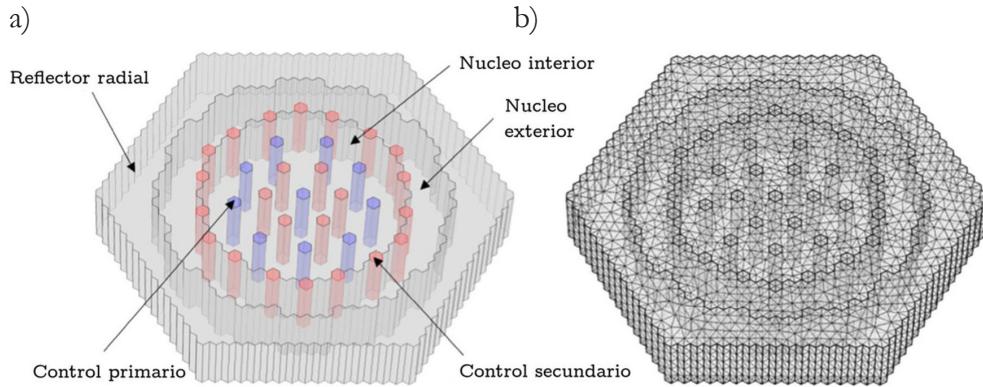 a)
b)
Reflector radial
Nucleo interior
Nucleo
exterior
Control primario
Control secundario